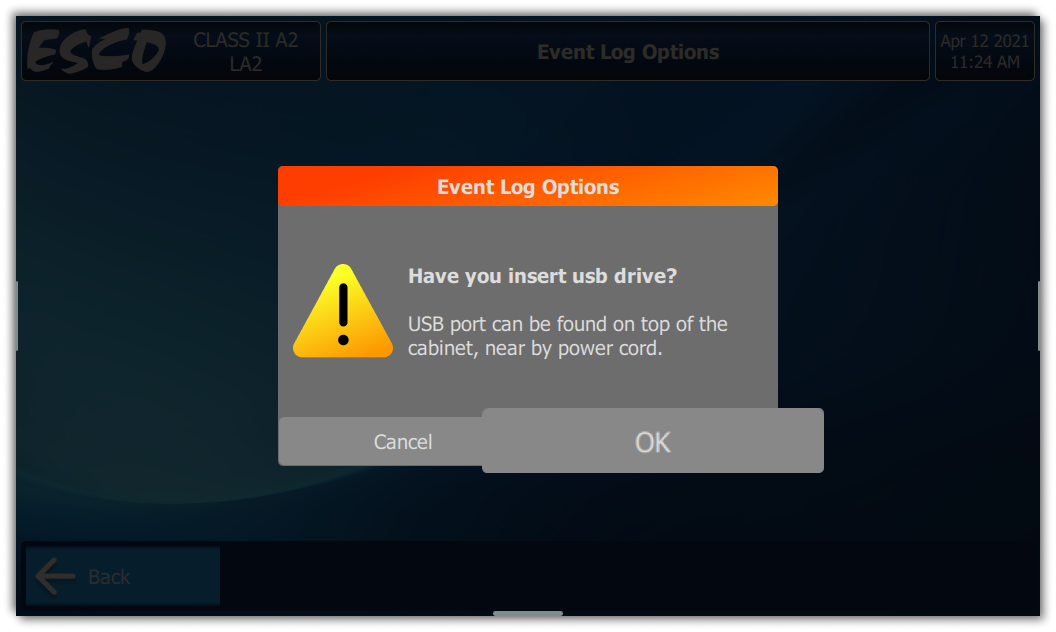 ESCO
CLASS II A2
LA2
Event Log Options
Apr 12 2021
11:24 AM
Event Log Options
Have you insert usb drive?
USB port can be found on top of the
cabinet, near by power cord.
Cancel
OK
Back